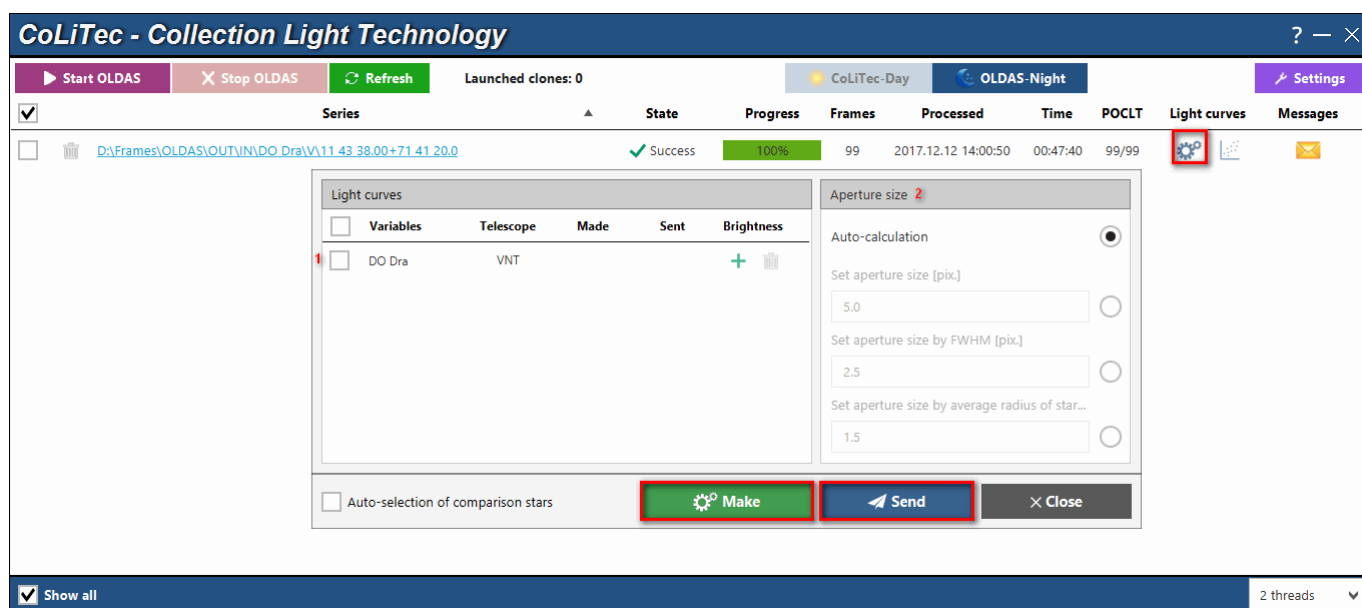 CoLiTec - Collection Light Technology ?
Start OLDAS Stop OLDAS Refresh Launched clones: 0 CoLiTec-Day OLDAS-Night Settings
Series State Progress Frames Processed Time POCLT Light curves Messages
D:\Frames\OLDAS\OUT\IN\DO Dra\V\11 43 38.00+71 41 20.0 Success 100% 99 2017.12.12 14:00:50 00:47:40 99/99
Light curves Aperture size 2
Variables Telescope Made Sent Brightness
Auto-calculation
1 DO Dra VNT
Set aperture size [pix.]
5.0
Set aperture size by FWHM [pix.]
2.5
Set aperture size by average radius of star...
1.5
Auto-selection of comparison stars Make Send Close
Show all 2 threads